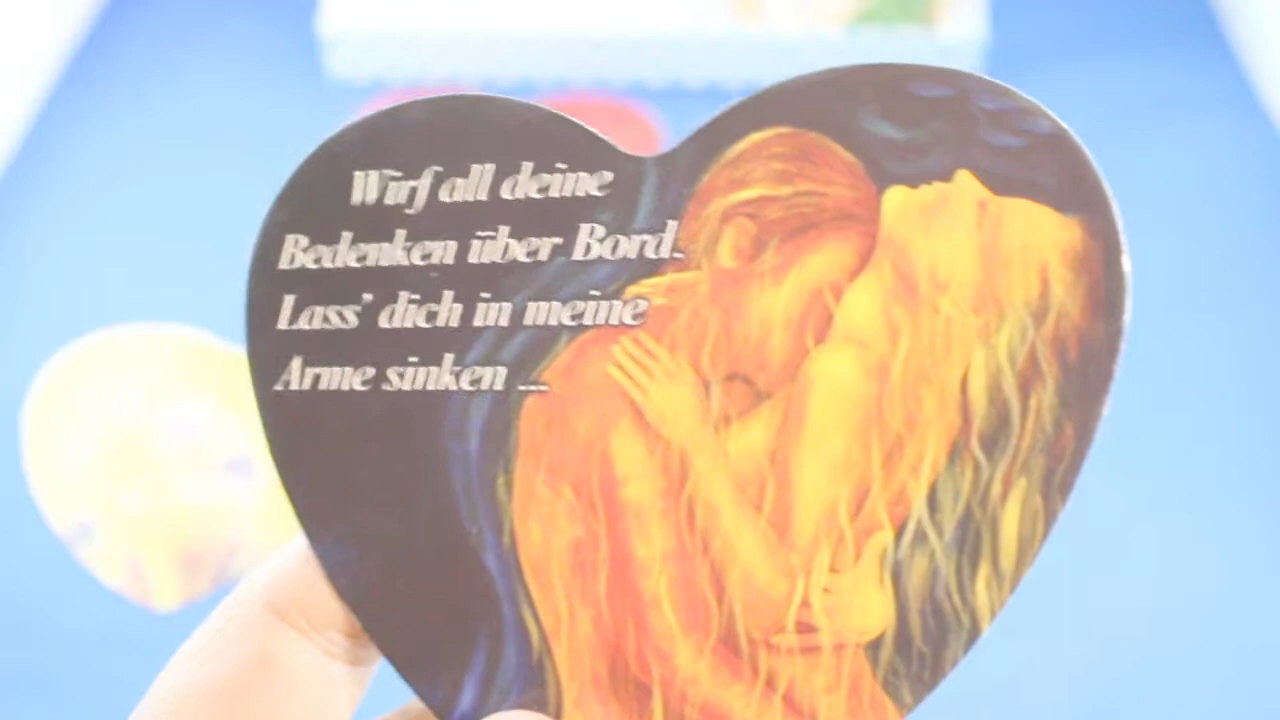 Wirf all deine
Bedenken über Bord.
Lass' dich in meine
Arme sinken ...